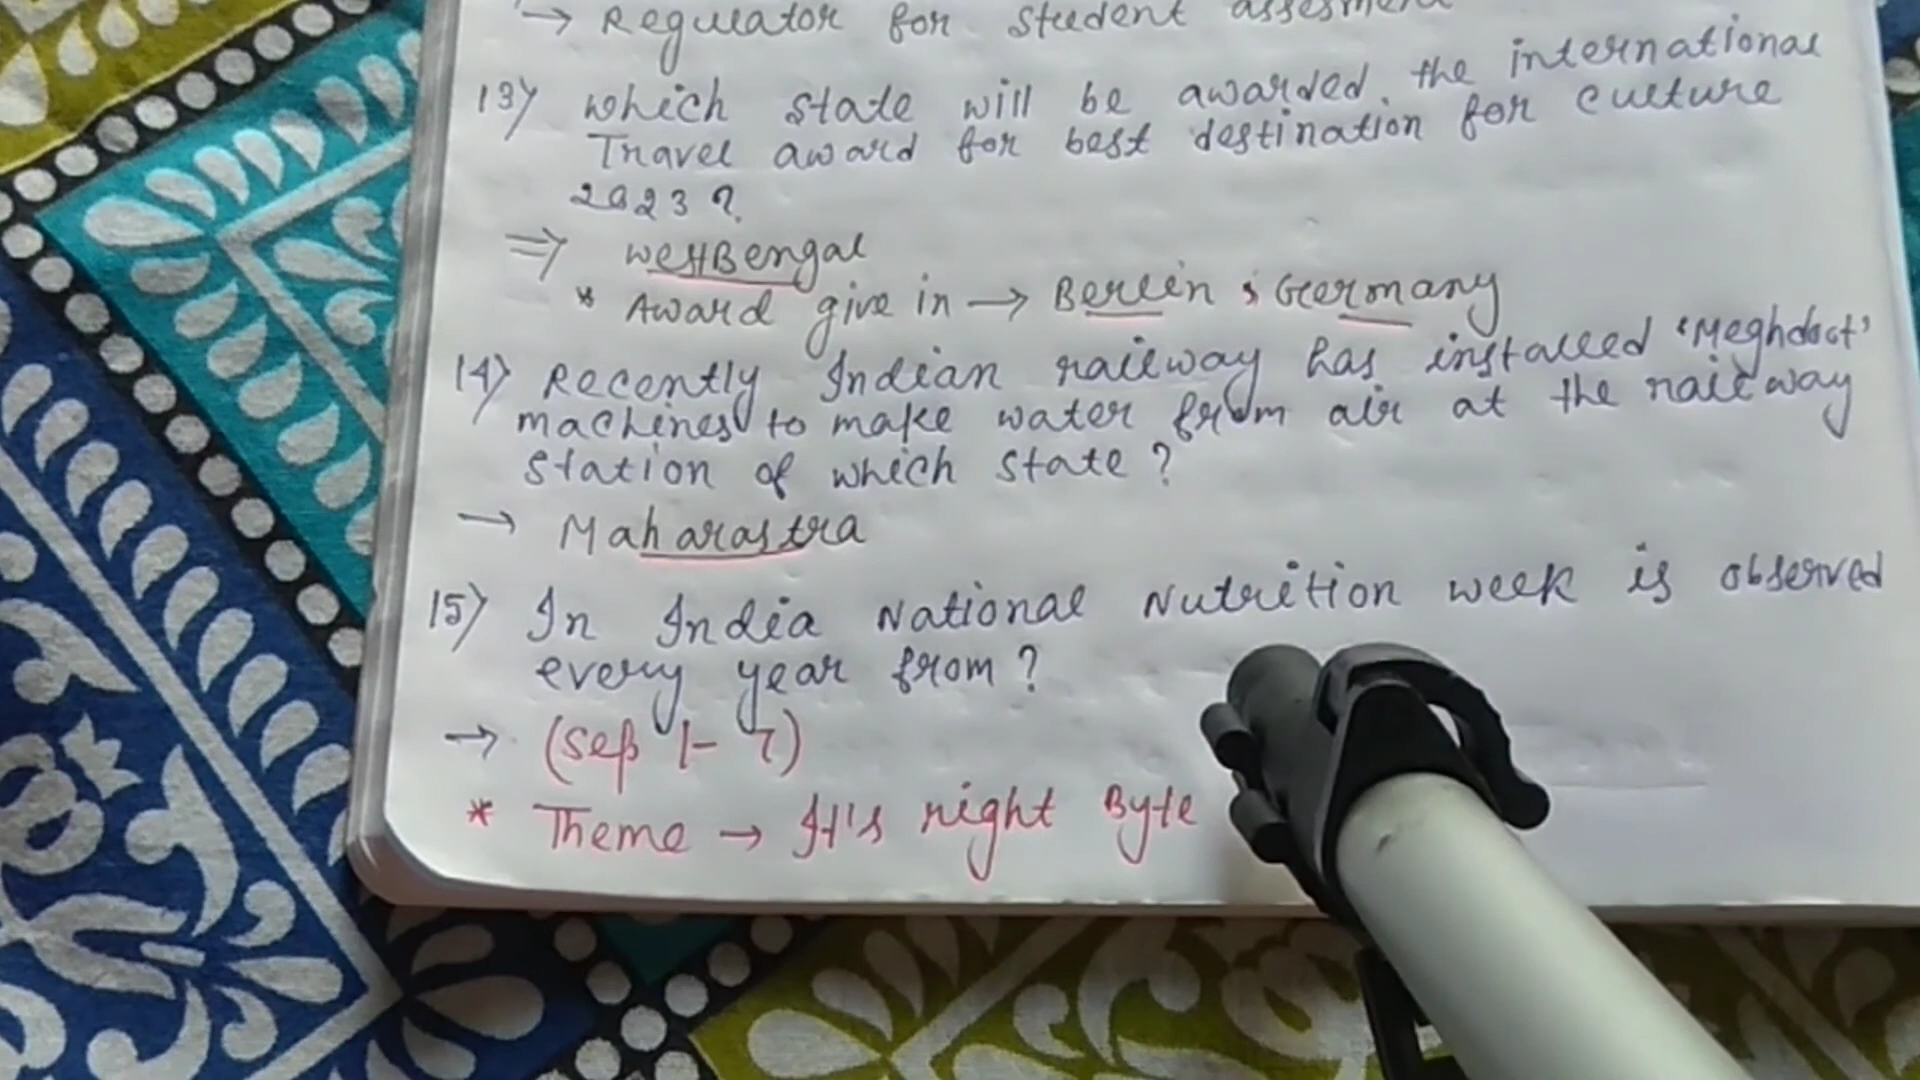 → Regulator for student assesment
13) which state will be awarded the international
Travel award for best destination for culture
2023?
⇒ west Bengal
* Award give in → Berlin, Germany
14) Recently Indian railway has installed 'Meghdoot'
machines to make water from air at the railway
station of which state?
→ Maharastra
15) In India National Nutrition week is observed
every year from?
→ (Sep 1-7)
* Theme → It's right Byte